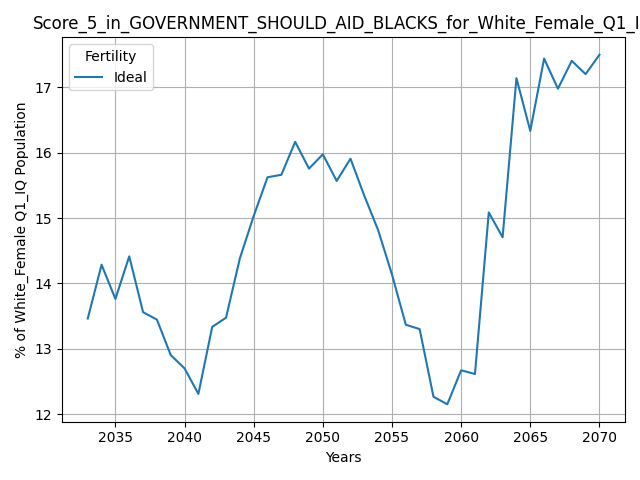 Score_5_in_GOVERNMENT_SHOULD_AID_BLACKS_for_White_Female_Q1_I
Fertility
Ideal
% of White_Female Q1_IQ Population
17
16
15
14
13
12
2035 2040 2045 2050 2055 2060 2065 2070
Years